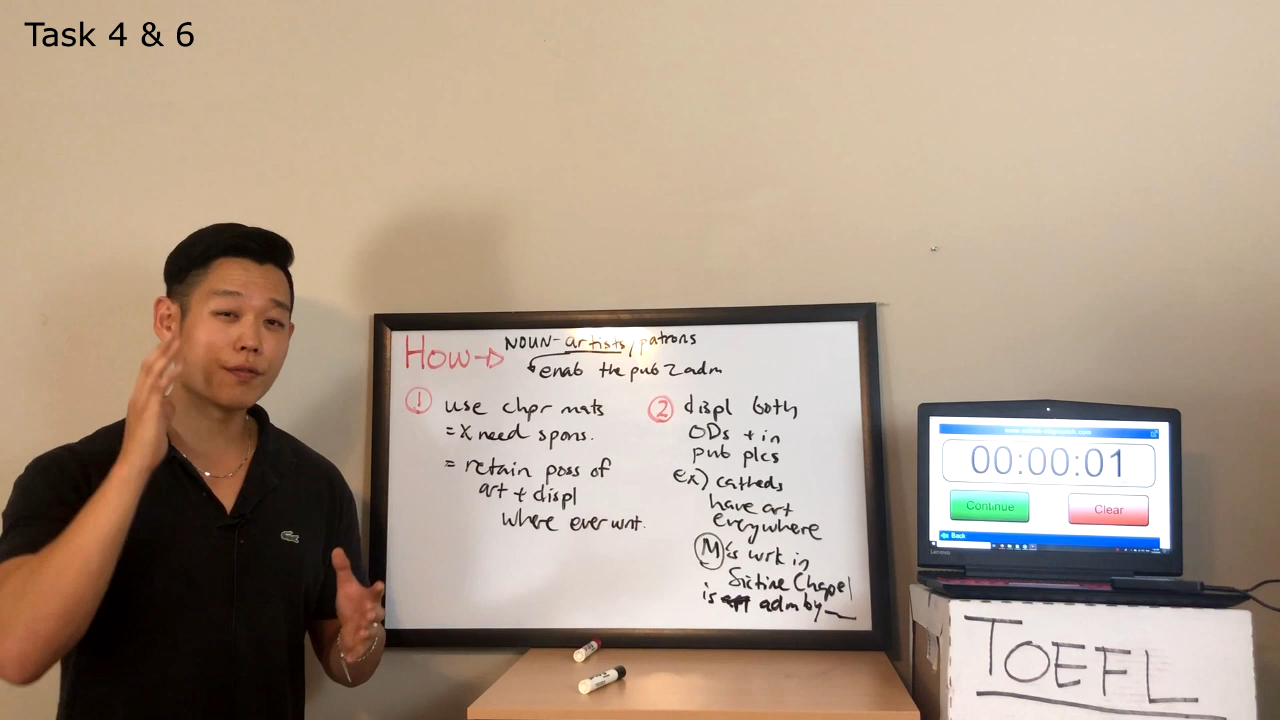 Task 4 & 6
How → NOUN - artists / patrons
enab the pub 2 adm
① use chpr mats
= X need spons.
= retain poss of
art + displ
where ever wnt.
② displ both
ODs + in
pub plcs
ex) catheds
have art
everywhere
M's wrk in
Sistine Chapel
is adm by __
00:00:01
Continue
Clear
Back
Lenovo
TOEFL